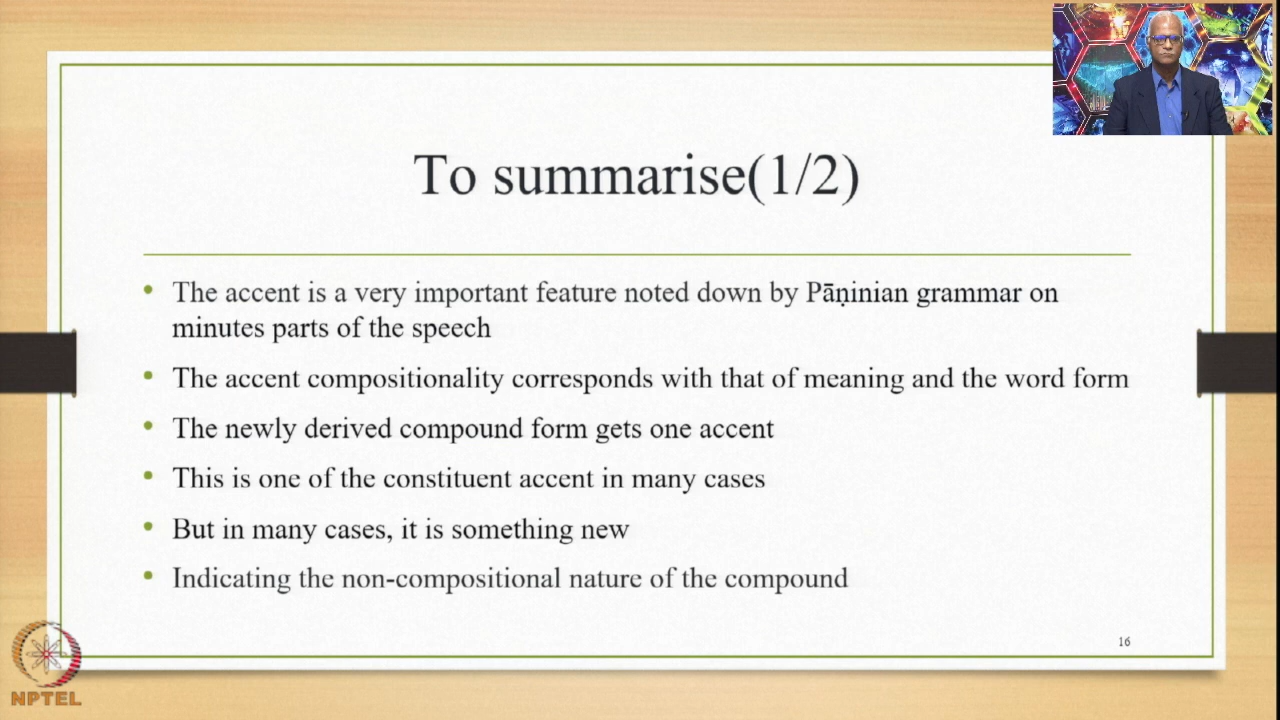 To summarise(1/2)
• The accent is a very important feature noted down by Pāṇinian grammar on
minutes parts of the speech
• The accent compositionality corresponds with that of meaning and the word form
• The newly derived compound form gets one accent
• This is one of the constituent accent in many cases
• But in many cases, it is something new
• Indicating the non-compositional nature of the compound
16
NPTEL